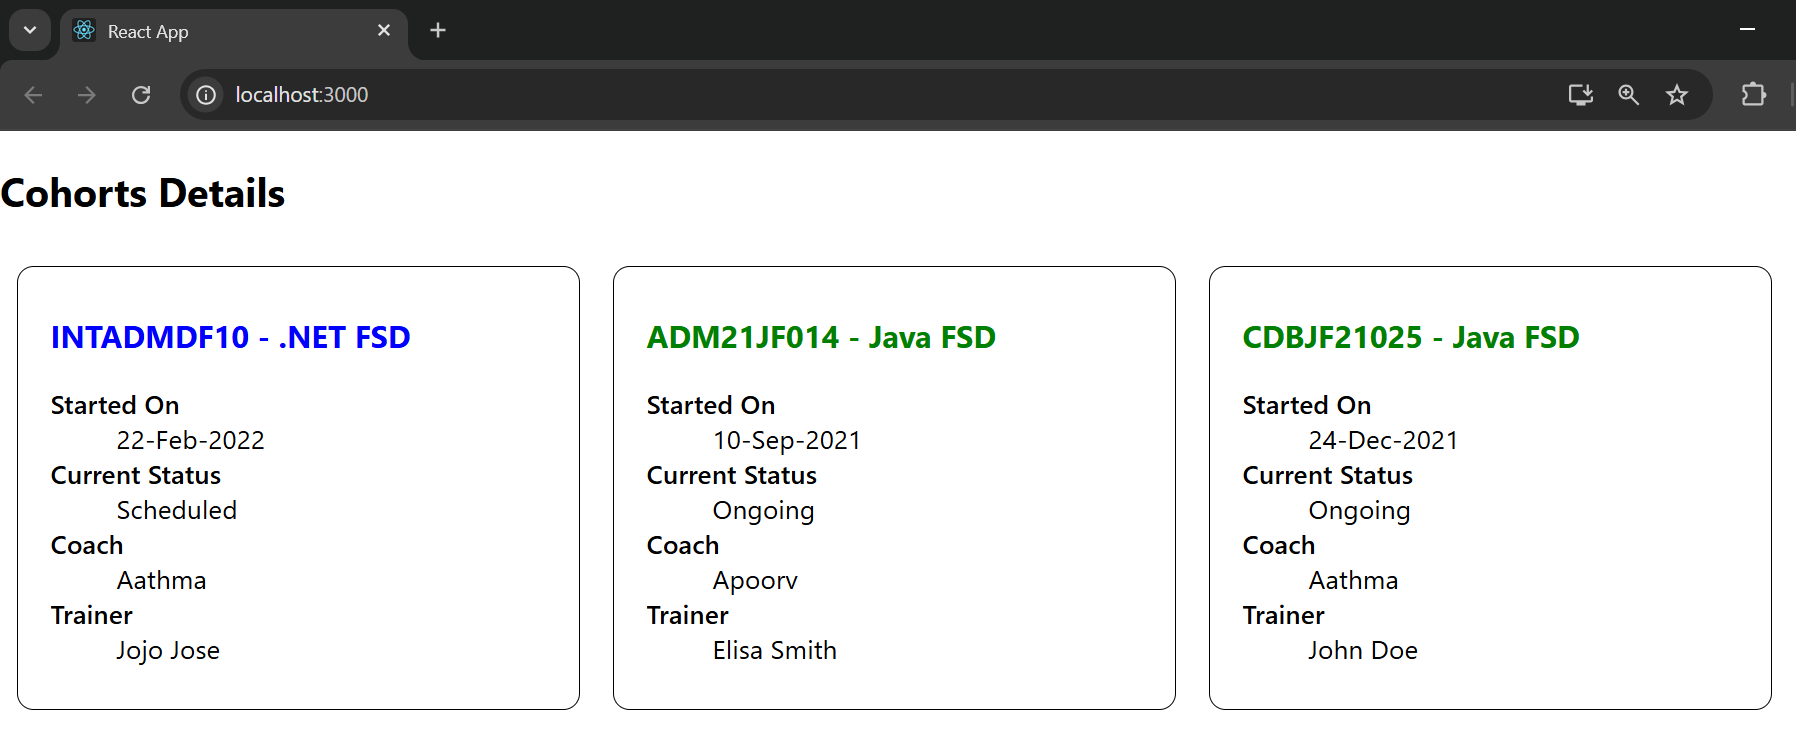 React App
localhost:3000
Cohorts Details
INTADMDF10 - .NET FSD
Started On
22-Feb-2022
Current Status
Scheduled
Coach
Aathma
Trainer
Jojo Jose
ADM21JF014 - Java FSD
Started On
10-Sep-2021
Current Status
Ongoing
Coach
Apoorv
Trainer
Elisa Smith
CDBJF21025 - Java FSD
Started On
24-Dec-2021
Current Status
Ongoing
Coach
Aathma
Trainer
John Doe